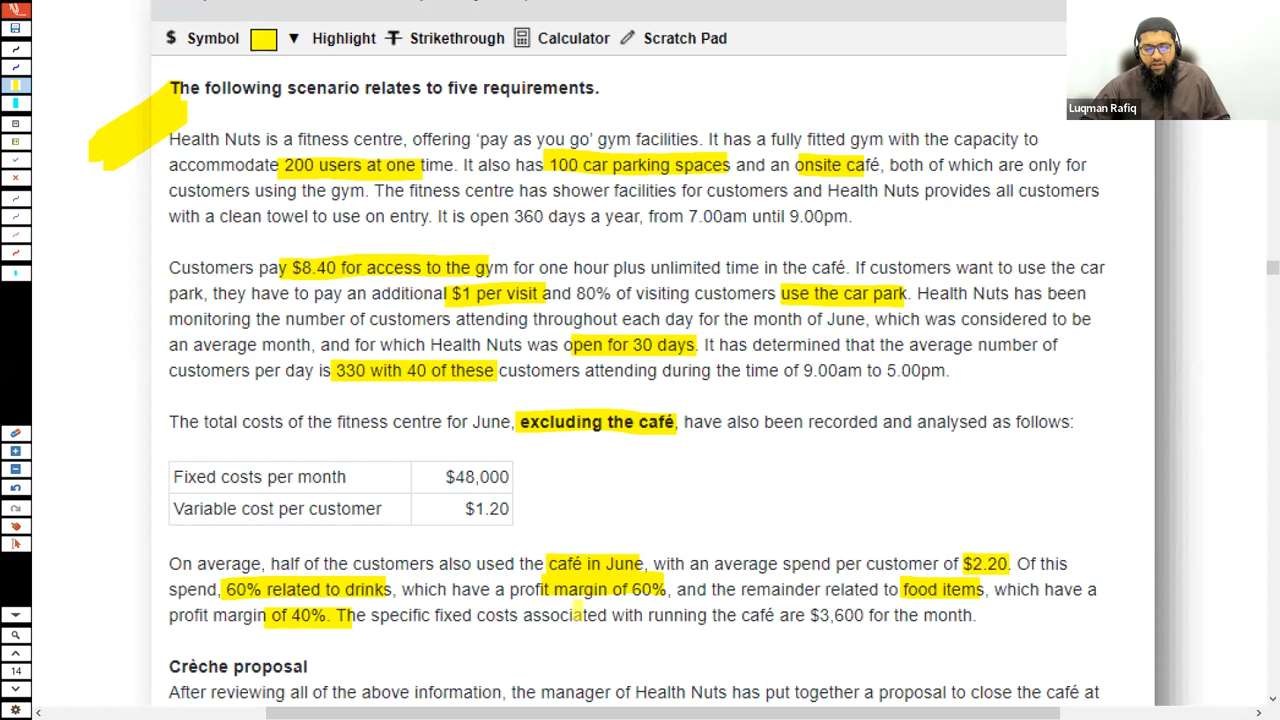 $ Symbol ▼ Highlight Strikethrough Calculator Scratch Pad
Luqman Rafiq
The following scenario relates to five requirements.
Health Nuts is a fitness centre, offering ‘pay as you go’ gym facilities. It has a fully fitted gym with the capacity to
accommodate 200 users at one time. It also has 100 car parking spaces and an onsite café, both of which are only for
customers using the gym. The fitness centre has shower facilities for customers and Health Nuts provides all customers
with a clean towel to use on entry. It is open 360 days a year, from 7.00am until 9.00pm.
Customers pay $8.40 for access to the gym for one hour plus unlimited time in the café. If customers want to use the car
park, they have to pay an additional $1 per visit and 80% of visiting customers use the car park. Health Nuts has been
monitoring the number of customers attending throughout each day for the month of June, which was considered to be
an average month, and for which Health Nuts was open for 30 days. It has determined that the average number of
customers per day is 330 with 40 of these customers attending during the time of 9.00am to 5.00pm.
The total costs of the fitness centre for June, excluding the café, have also been recorded and analysed as follows:
Fixed costs per month $48,000
Variable cost per customer $1.20
On average, half of the customers also used the café in June, with an average spend per customer of $2.20. Of this
spend, 60% related to drinks, which have a profit margin of 60%, and the remainder related to food items, which have a
profit margin of 40%. The specific fixed costs associated with running the café are $3,600 for the month.
Crèche proposal
After reviewing all of the above information, the manager of Health Nuts has put together a proposal to close the café at
14